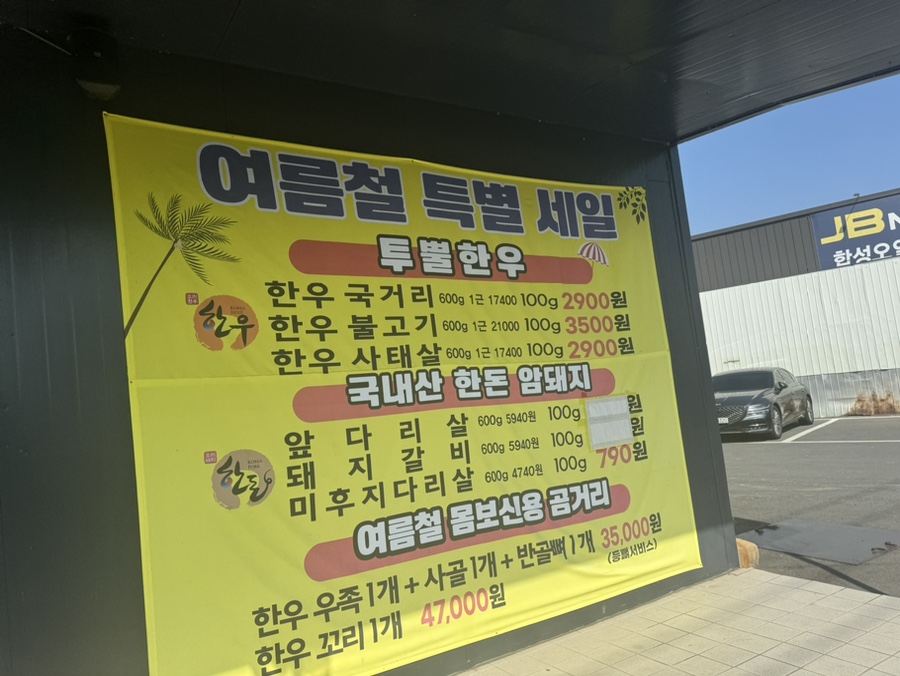 여름철 특별 세일
투뿔한우
한우 국거리 600g 1근 17400 100g 2900원
한우 불고기 600g 1근 21000 100g 3500원
한우 사태살 600g 1근 17400 100g 2900원
한우
국내산 한돈 암돼지
앞다리살 600g 5940원 100g 원
돼지갈비 600g 5940원 100g 원
미후지다리살 600g 4740원 100g 790원
한돈
여름철 몸보신용 곰거리
한우 우족1개 + 사골1개 + 반골뼈1개 35,000원
(등뼈서비스)
한우 꼬리1개 47,000원
JB
한성오일